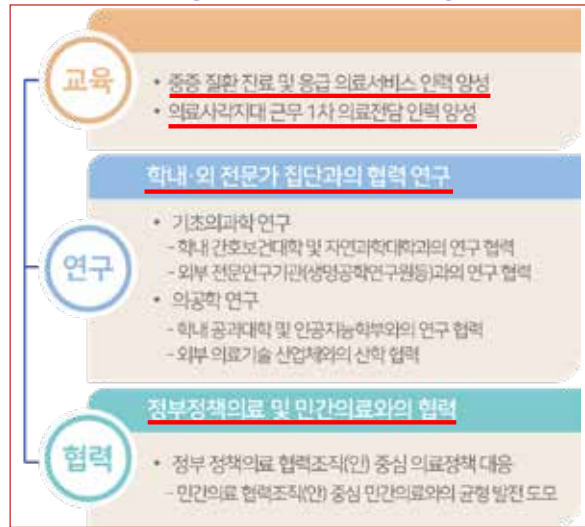 교육
• 중증 질환 진료 및 응급 의료서비스 인력 양성
• 의료사각지대 근무 1차 의료전담 인력 양성
학내·외 전문가 집단과의 협력 연구
연구
• 기초의과학 연구
- 학내 간호보건대학 및 자연과학대학과의 연구 협력
- 외부 전문연구기관(생명공학연구원등)과의 연구 협력
• 의공학 연구
- 학내 공과대학 및 인공지능학부와의 연구 협력
- 외부 의료기술 산업체와의 산학 협력
정부정책의료 및 민간의료와의 협력
협력
• 정부 정책의료 협력조직(안) 중심 의료정책 대응
- 민간의료 협력조직(안) 중심 민간의료와의 균형 발전 도모